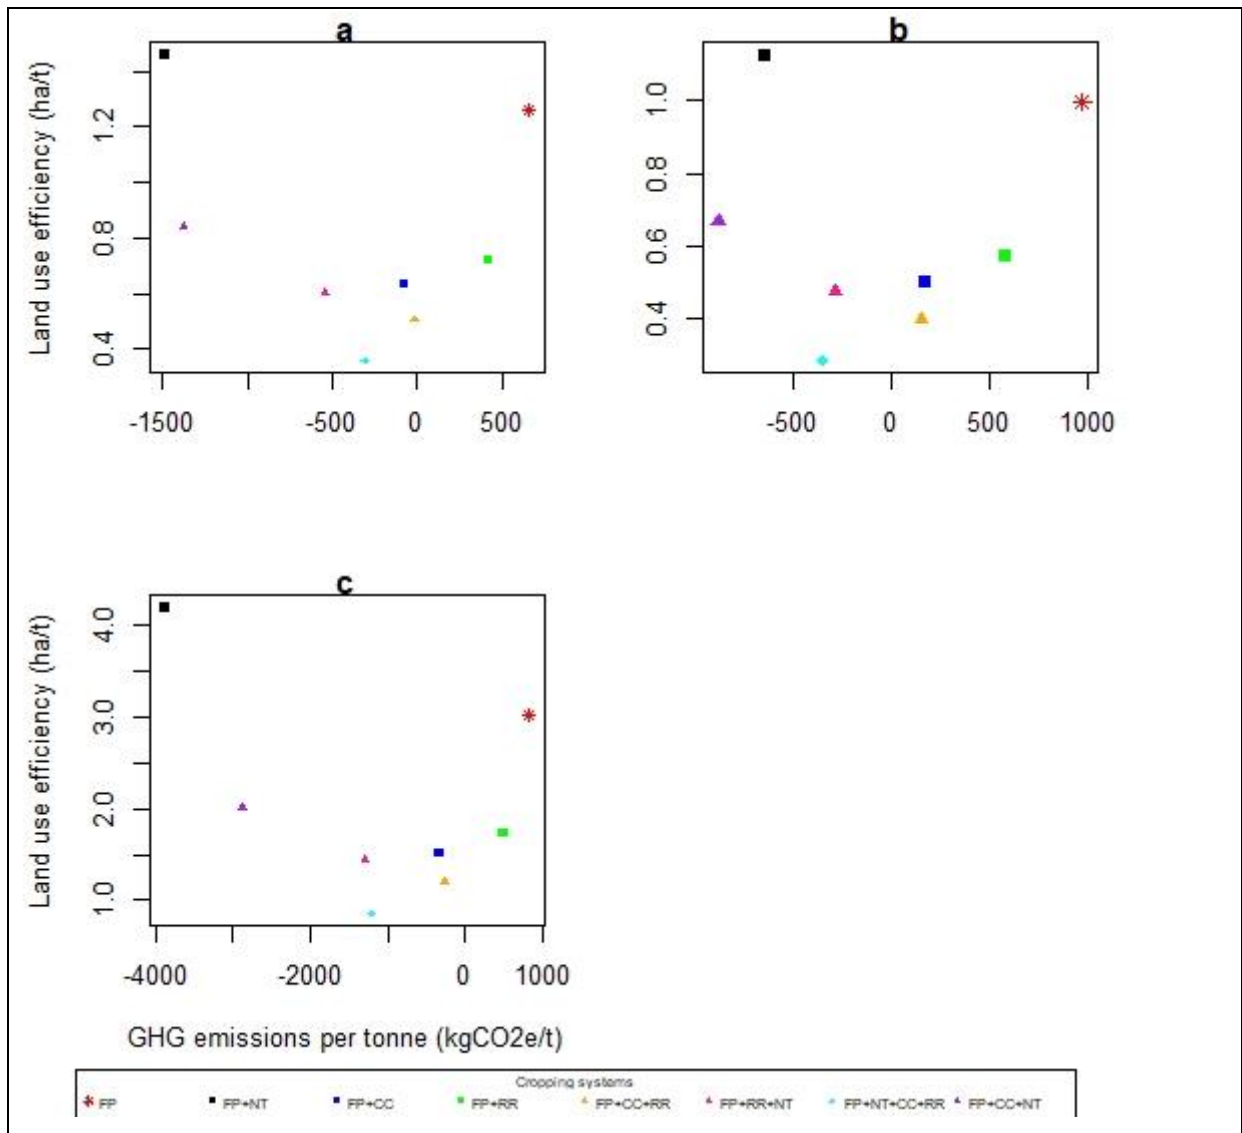 a
b
Land use efficiency (ha/t)
1.2
0.8
0.4
-1500
-500
0
500
1.0
0.8
0.6
0.4
-500
0
500
1000
c
Land use efficiency (ha/t)
4.0
3.0
2.0
1.0
-4000
-2000
0
1000
GHG emissions per tonne (kgCO2e/t)
Cropping systems
FP FP+NT FP+CC FP+RR FP+CC+RR FP+RR+NT FP+NT+CC+RR FP+CC+NT